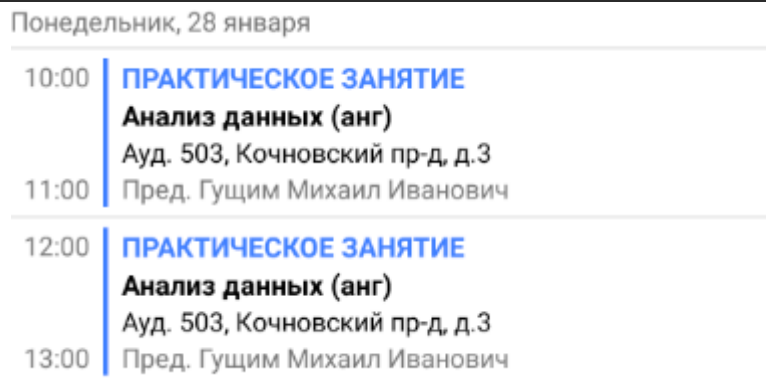 Понедельник, 28 января
10:00 ПРАКТИЧЕСКОЕ ЗАНЯТИЕ
Анализ данных (анг)
Ауд. 503, Кочновский пр-д, д.3
11:00 Пред. Гущим Михаил Иванович
12:00 ПРАКТИЧЕСКОЕ ЗАНЯТИЕ
Анализ данных (анг)
Ауд. 503, Кочновский пр-д, д.3
13:00 Пред. Гущим Михаил Иванович